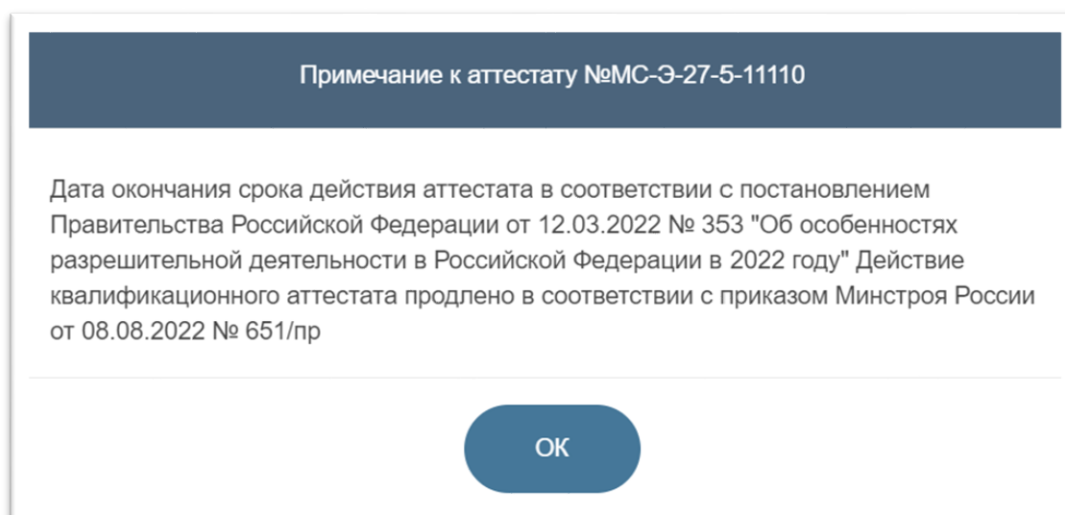 Примечание к аттестату №МС-Э-27-5-11110
Дата окончания срока действия аттестата в соответствии с постановлением
Правительства Российской Федерации от 12.03.2022 № 353 "Об особенностях
разрешительной деятельности в Российской Федерации в 2022 году" Действие
квалификационного аттестата продлено в соответствии с приказом Минстроя России
от 08.08.2022 № 651/пр
ОК